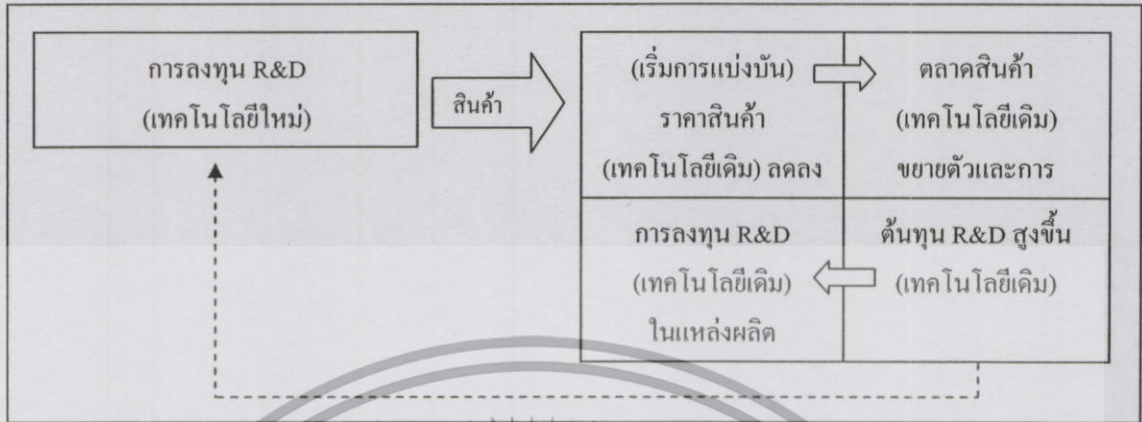 การลงทุน R&D
(เทคโนโลยีใหม่)
สินค้า
(เริ่มการแบ่งบัน)
ราคาสินค้า
(เทคโนโลยีเดิม) ลดลง
ตลาดสินค้า
(เทคโนโลยีเดิม)
ขยายตัวและการ
การลงทุน R&D
(เทคโนโลยีเดิม)
ในแหล่งผลิต
ต้นทุน R&D สูงขึ้น
(เทคโนโลยีเดิม)